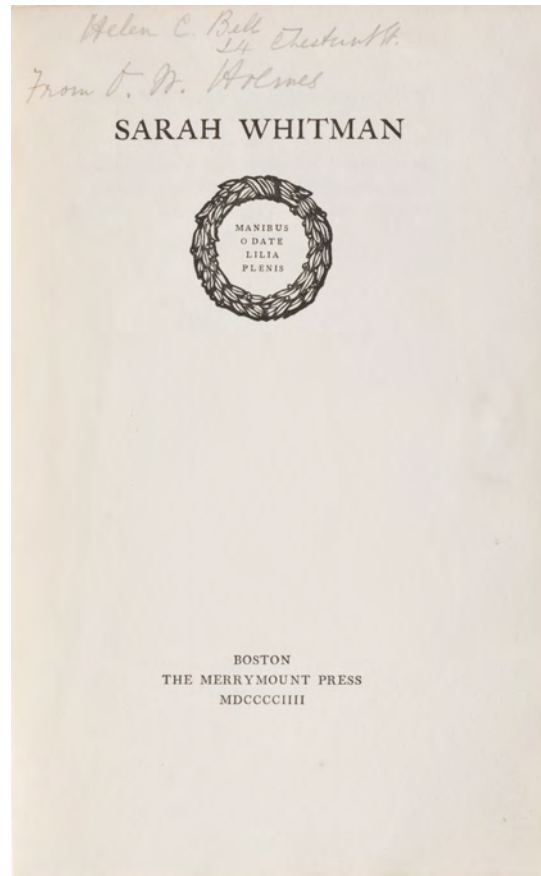 Helen C. Bell
24 Chestnut St.
From O. W. Holmes
SARAH WHITMAN
MANIBUS
O DATE
LILIA
PLENIS
BOSTON
THE MERRYMOUNT PRESS
MDCCCCIIII